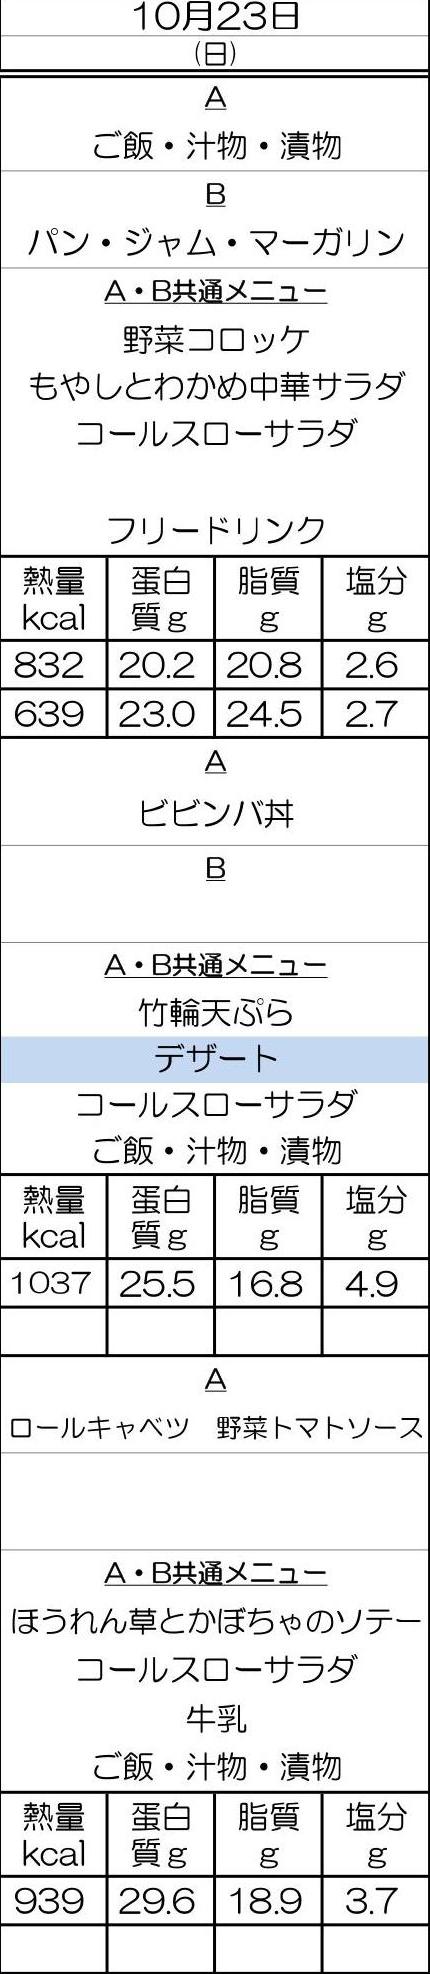 10月23日
(日)
A
ご飯・汁物・漬物
B
パン・ジャム・マーガリン
A・B共通メニュー
野菜コロッケ
もやしとわかめ中華サラダ
コールスローサラダ
フリードリンク
熱量 蛋白 脂質 塩分
kcal 質g g g
832 20.2 20.8 2.6
639 23.0 24.5 2.7
A
ビビンバ丼
B
A・B共通メニュー
竹輪天ぷら
デザート
コールスローサラダ
ご飯・汁物・漬物
熱量 蛋白 脂質 塩分
kcal 質g g g
1037 25.5 16.8 4.9
A
ロールキャベツ　野菜トマトソース
A・B共通メニュー
ほうれん草とかぼちゃのソテー
コールスローサラダ
牛乳
ご飯・汁物・漬物
熱量 蛋白 脂質 塩分
kcal 質g g g
939 29.6 18.9 3.7